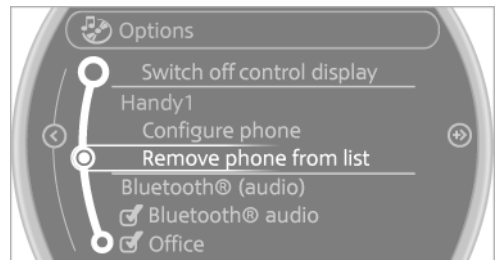 Options
Switch off control display
Handy1
Configure phone
Remove phone from list
Bluetooth® (audio)
Bluetooth® audio
Office